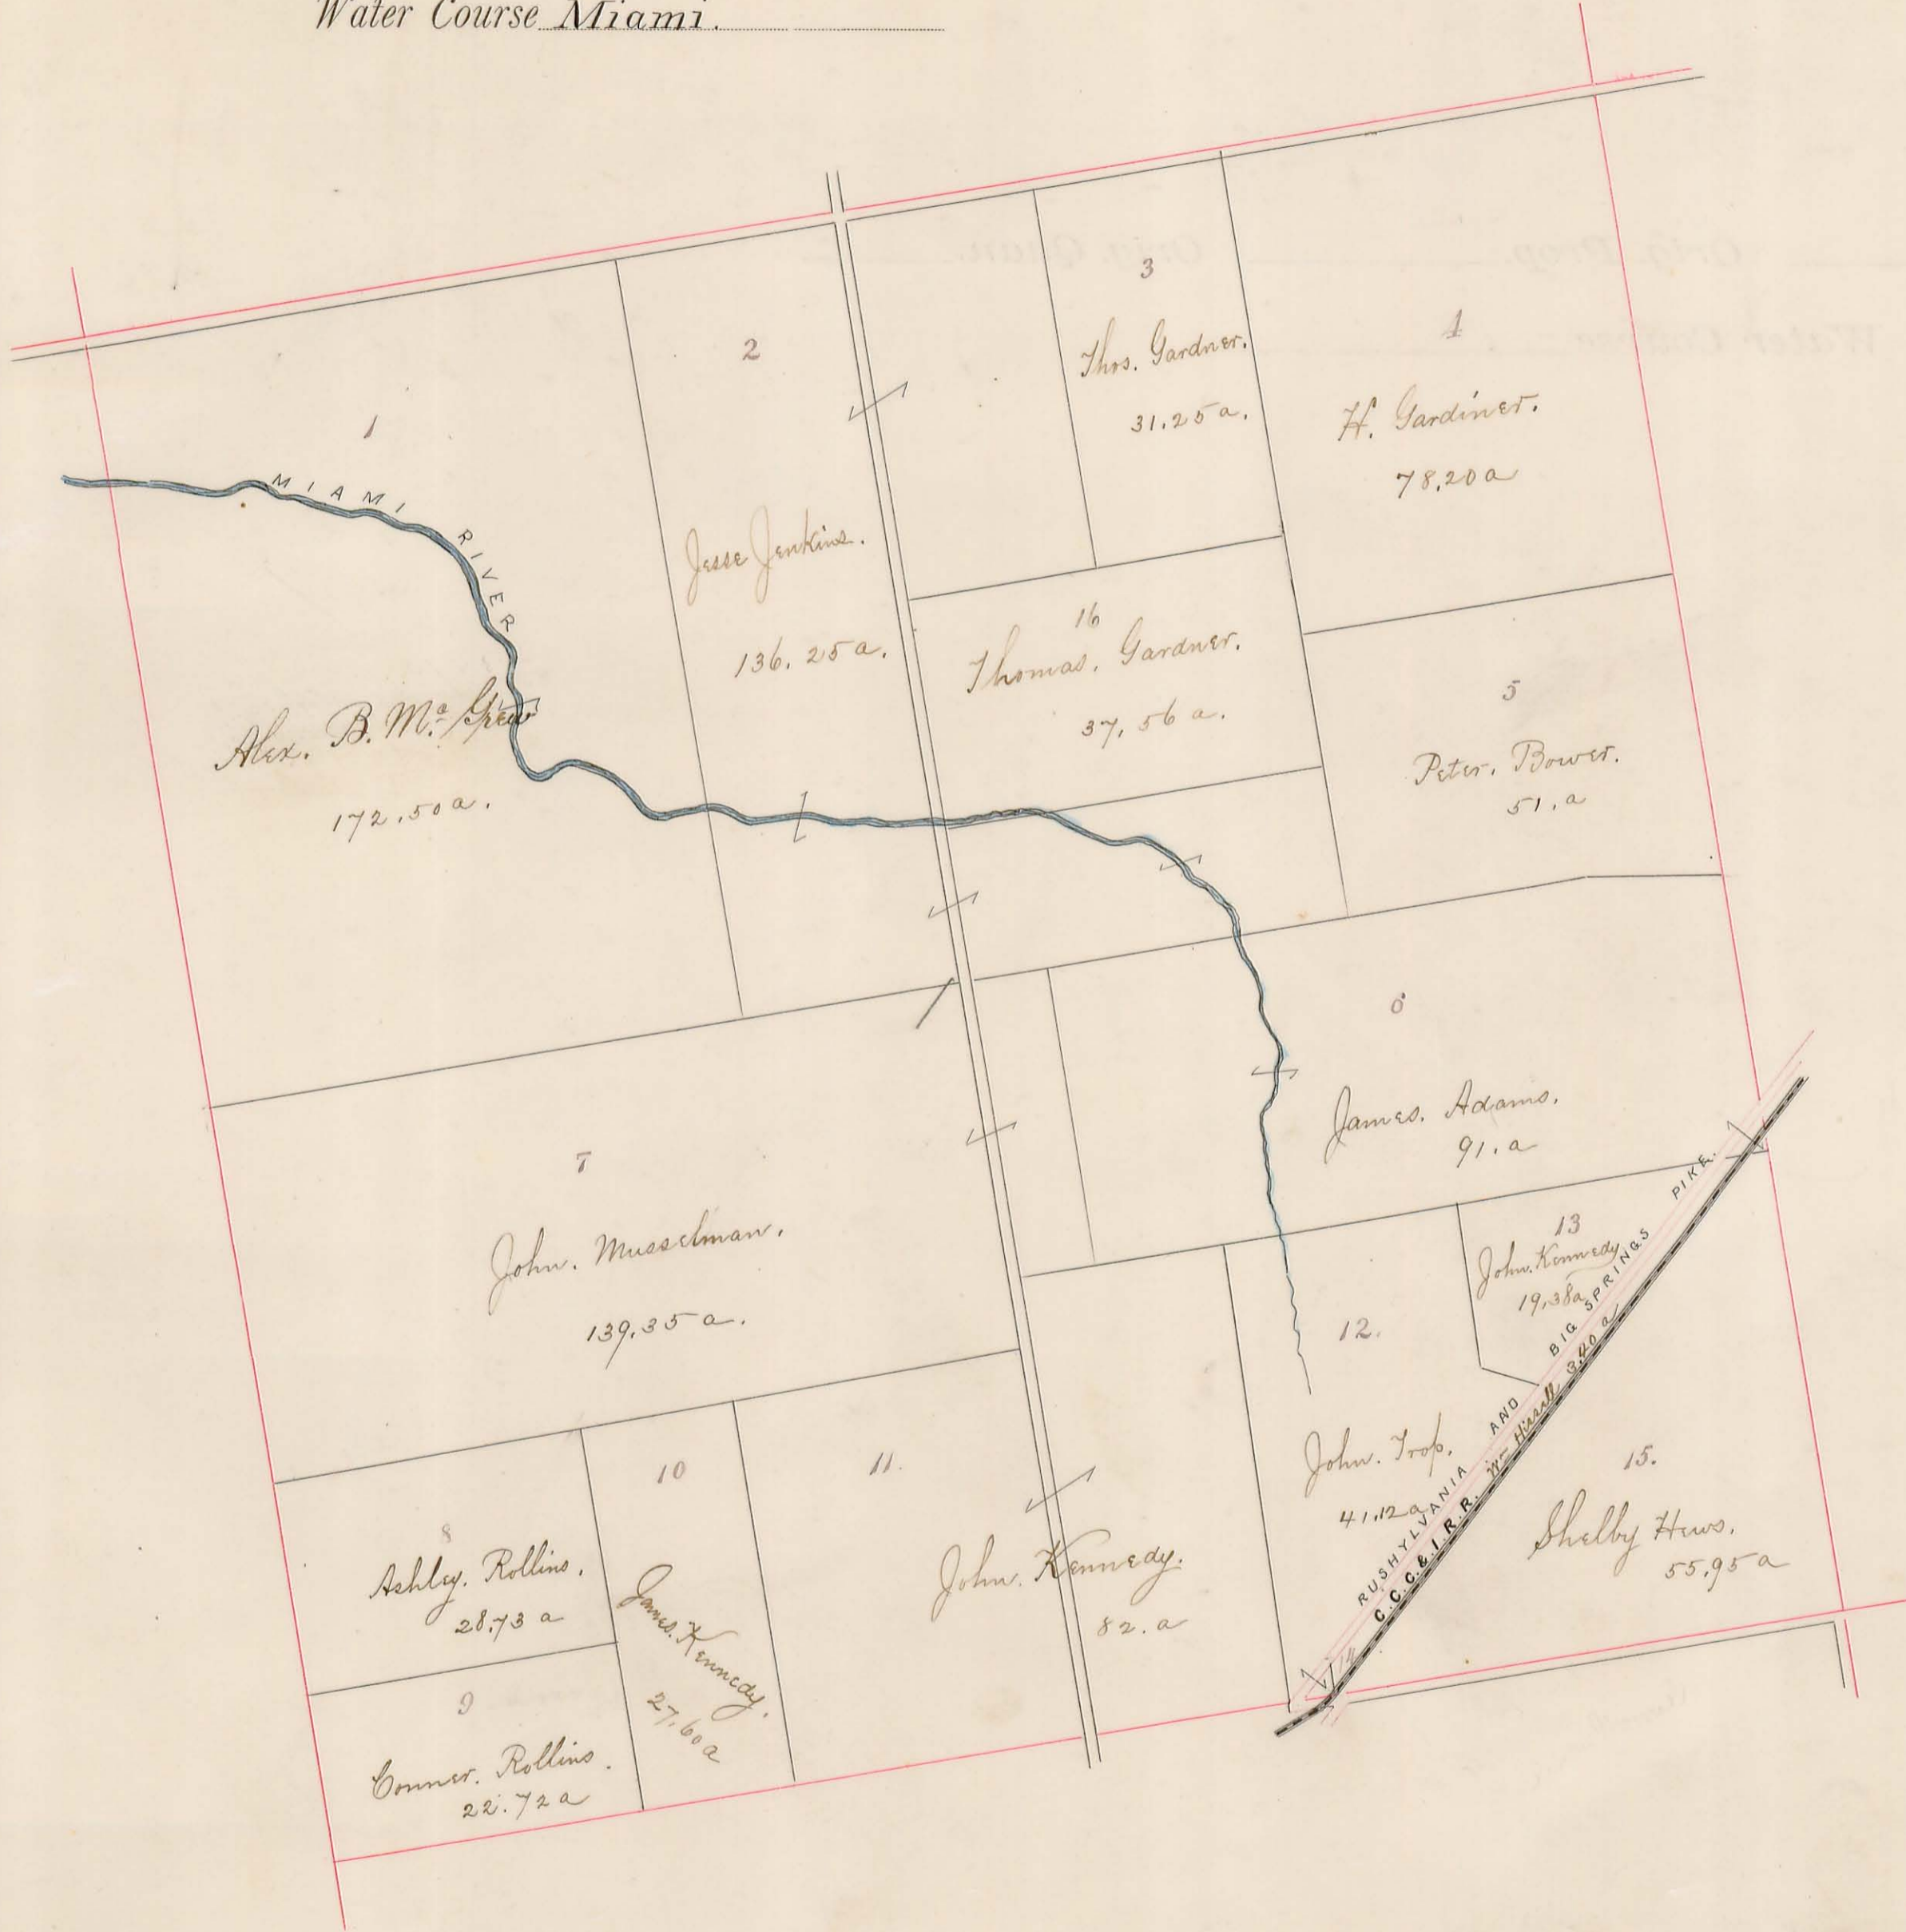 Water Course Miami.
1
MIAMI RIVER
Alex. B. Mᶜ Grew
172.50 a.
2
Jesse Jenkins.
136.25 a.
3
Thos. Gardner.
31.25 a.
4
H. Gardiner.
78.20 a
16
Thomas. Gardner.
37.56 a.
5
Peter. Bower.
51. a
6
James. Adams.
91. a
7
John. Musselman.
139.35 a.
8
Ashley. Rollins.
28.73 a
9
Conner. Rollins.
22.72 a
10
James. Kennedy.
27.60 a
11.
John. Kennedy.
82. a
12.
John. Trop.
41.12 a
13
John. Kennedy
19.38 a
RUSHYLVANIA AND BIG SPRINGS PIKE.
C.C.C. & I. R.R.
Wᵐ 3.40 a
14
15.
Shelby Hews.
55.95 a